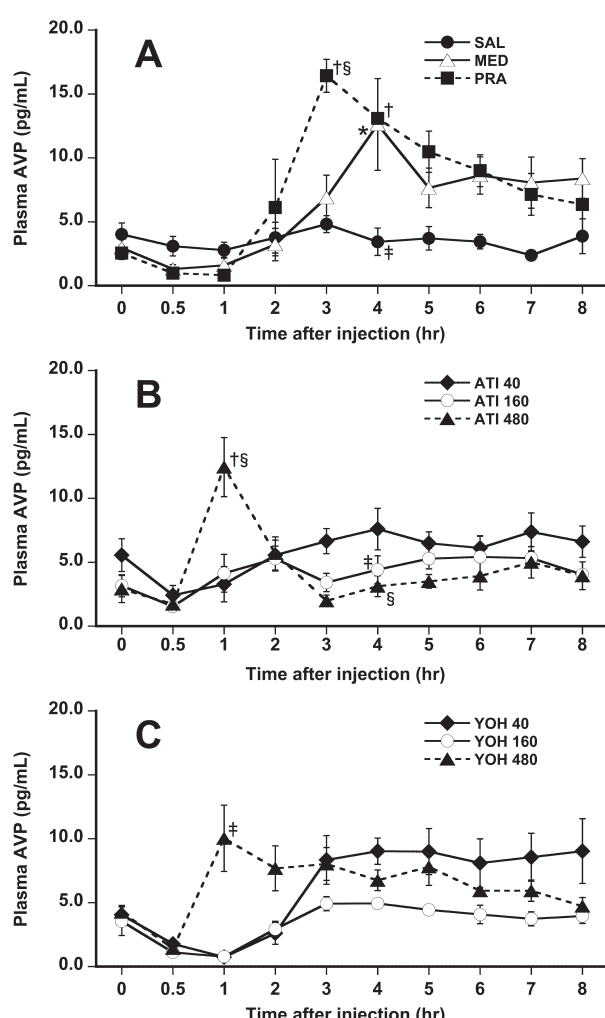 A
SAL
MED
PRA
Plasma AVP (pg/mL)
20.0
15.0
10.0
5.0
0.0
†§
†
*
‡
0 0.5 1 2 3 4 5 6 7 8
Time after injection (hr)
B
ATI 40
ATI 160
ATI 480
Plasma AVP (pg/mL)
20.0
15.0
10.0
5.0
0.0
†§
‡
§
0 0.5 1 2 3 4 5 6 7 8
Time after injection (hr)
C
YOH 40
YOH 160
YOH 480
Plasma AVP (pg/mL)
20.0
15.0
10.0
5.0
0.0
‡
0 0.5 1 2 3 4 5 6 7 8
Time after injection (hr)